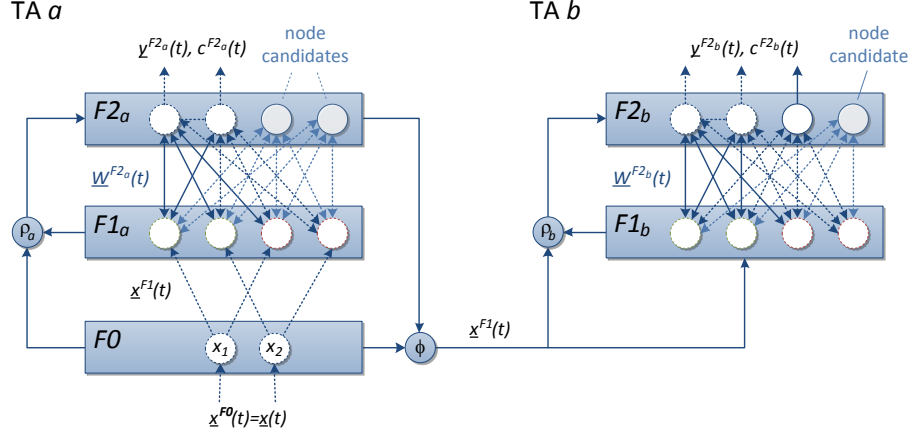 TA a
TA b
y^F2a(t), c^F2a(t)
node
candidates
y^F2b(t), c^F2b(t)
node
candidate
F2a
F2b
W^F2a(t)
W^F2b(t)
ρa
F1a
ρb
F1b
x^F1(t)
x^F1(t)
F0
x1
x2
ϕ
x^F0(t)=x(t)